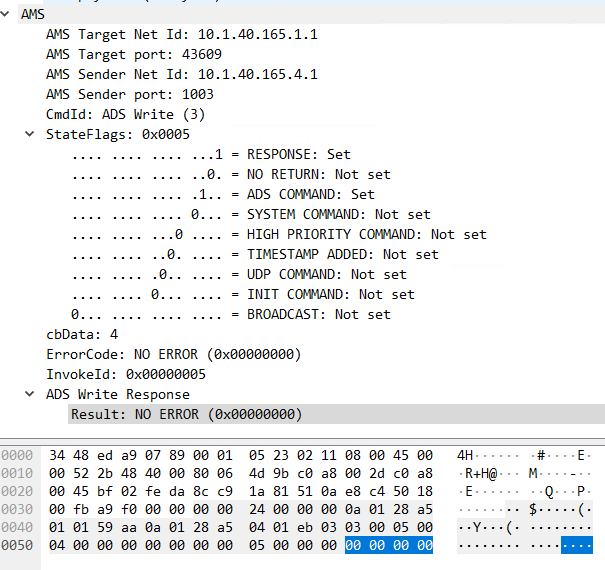 AMS
AMS Target Net Id: 10.1.40.165.1.1
AMS Target port: 43609
AMS Sender Net Id: 10.1.40.165.4.1
AMS Sender port: 1003
CmdId: ADS Write (3)
StateFlags: 0x0005
.... .... .... ...1 = RESPONSE: Set
.... .... .... ..0. = NO RETURN: Not set
.... .... .... .1.. = ADS COMMAND: Set
.... .... .... 0... = SYSTEM COMMAND: Not set
.... .... ...0 .... = HIGH PRIORITY COMMAND: Not set
.... .... ..0. .... = TIMESTAMP ADDED: Not set
.... .... .0.. .... = UDP COMMAND: Not set
.... .... 0... .... = INIT COMMAND: Not set
0... .... .... .... = BROADCAST: Not set
cbData: 4
ErrorCode: NO ERROR (0x00000000)
InvokeId: 0x00000005
ADS Write Response
Result: NO ERROR (0x00000000)
0000 34 48 ed a9 07 89 00 01 05 23 02 11 08 00 45 00 4H······ ·#····E·
0010 00 52 2b 48 40 00 80 06 4d 9b c0 a8 00 2d c0 a8 ·R+H@··· M····-··
0020 00 45 bf 02 fe da 8c c9 1a 81 51 0a e8 c4 50 18 ·E······ ··Q···P·
0030 00 fb a9 f0 00 00 00 00 24 00 00 00 0a 01 28 a5 ········ $·····(·
0040 01 01 59 aa 0a 01 28 a5 04 01 eb 03 03 00 05 00 ··Y···(· ········
0050 04 00 00 00 00 00 00 00 05 00 00 00 00 00 00 00 ········ ········